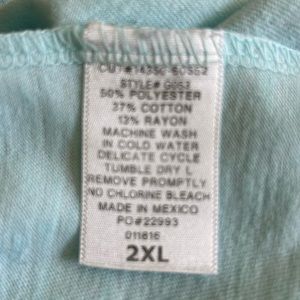 STYLE# G052
50% POLYESTER
37% COTTON
13% RAYON
MACHINE WASH
IN COLD WATER
DELICATE CYCLE
TUMBLE DRY L
REMOVE PROMPTLY
NO CHLORINE BLEACH
MADE IN MEXICO
PO#22993
011816
2XL